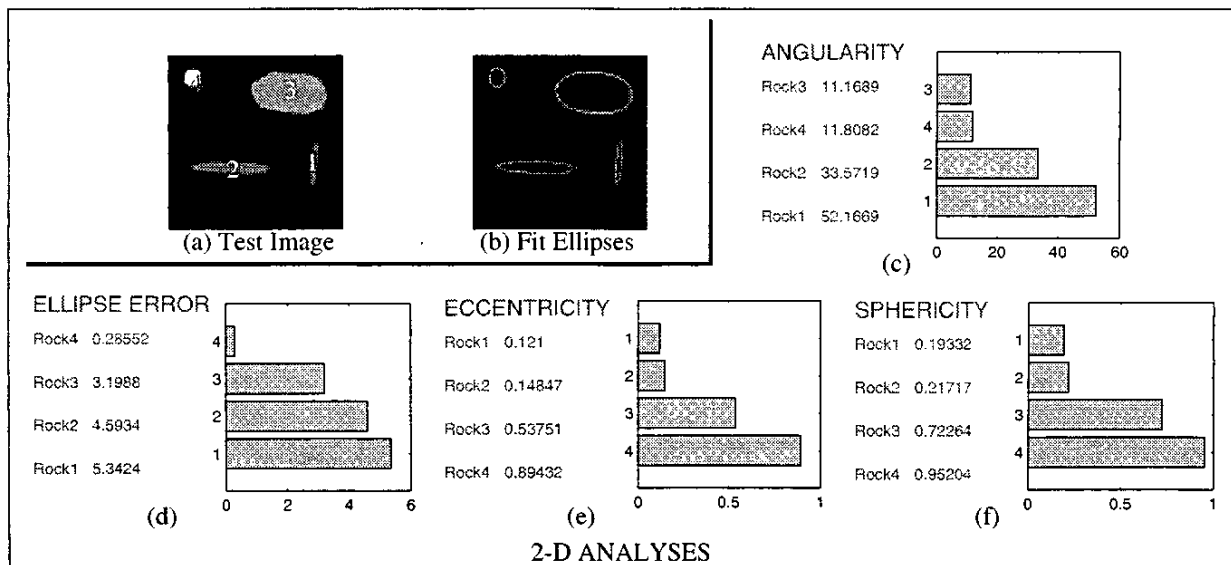 4
3
2
1
(a) Test Image
(b) Fit Ellipses
ANGULARITY
Rock3 11.1689
Rock4 11.8082
Rock2 33.5719
Rock1 52.1669
3
4
2
1
0 20 40 60
(c)
ELLIPSE ERROR
Rock4 0.28552
Rock3 3.1988
Rock2 4.5934
Rock1 5.3424
4
3
2
1
0 2 4 6
(d)
ECCENTRICITY
Rock1 0.121
Rock2 0.14847
Rock3 0.53751
Rock4 0.89432
1
2
3
4
0 0.5 1
(e)
SPHERICITY
Rock1 0.19332
Rock2 0.21717
Rock3 0.72264
Rock4 0.95204
1
2
3
4
0 0.5 1
(f)
2-D ANALYSES